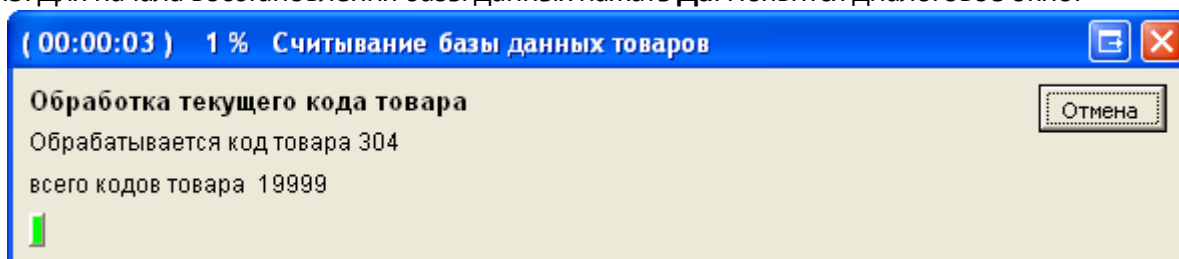 ( 00:00:03 ) 1 % Считывание базы данных товаров
Обработка текущего кода товара
Отмена
Обрабатывается код товара 304
всего кодов товара 19999